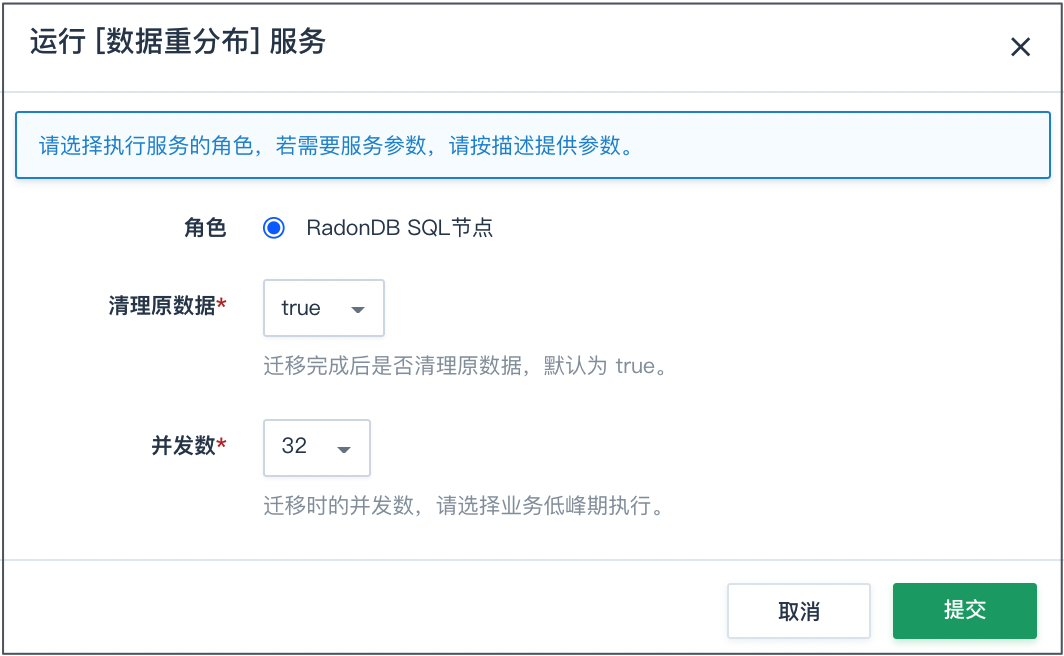 运行 [数据重分布] 服务
请选择执行服务的角色，若需要服务参数，请按描述提供参数。
角色 RadonDB SQL节点
清理原数据* true
迁移完成后是否清理原数据，默认为 true。
并发数* 32
迁移时的并发数，请选择业务低峰期执行。
取消 提交